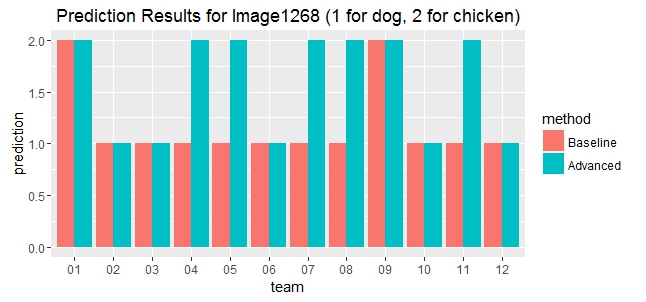 Prediction Results for Image1268 (1 for dog, 2 for chicken)
2.0
1.5
1.0
0.5
0.0
prediction
01 02 03 04 05 06 07 08 09 10 11 12
team
method
Baseline
Advanced